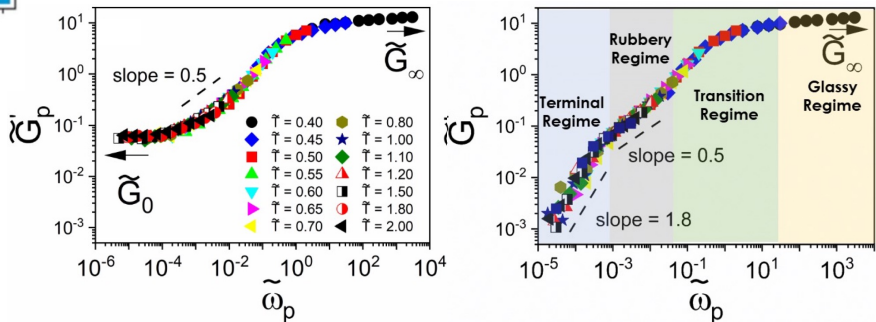 10¹
10⁰
10⁻¹
10⁻²
10⁻³
G̃'ₚ
slope = 0.5
G̃∞
G̃₀
T̃ = 0.40
T̃ = 0.45
T̃ = 0.50
T̃ = 0.55
T̃ = 0.60
T̃ = 0.65
T̃ = 0.70
T̃ = 0.80
T̃ = 1.00
T̃ = 1.10
T̃ = 1.20
T̃ = 1.50
T̃ = 1.80
T̃ = 2.00
10⁻⁶ 10⁻⁴ 10⁻² 10⁰ 10² 10⁴
ω̃ₚ
10¹
10⁰
10⁻¹
10⁻²
10⁻³
G̃ₚ
Rubbery
Regime
G̃∞
Terminal
Regime
Transition
Regime
Glassy
Regime
slope = 0.5
slope = 1.8
10⁻⁵ 10⁻³ 10⁻¹ 10¹ 10³
ω̃ₚ